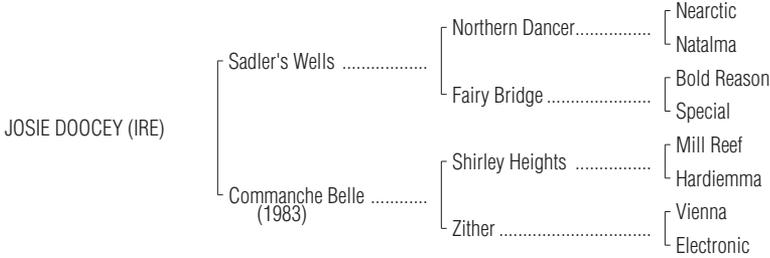 Nearctic
Northern Dancer................
Natalma
Sadler's Wells ..................
Bold Reason
Fairy Bridge ......................
Special
JOSIE DOOCEY (IRE)
Mill Reef
Shirley Heights ................
Hardiemma
Commanche Belle ............
(1983)
Vienna
Zither ................................
Electronic